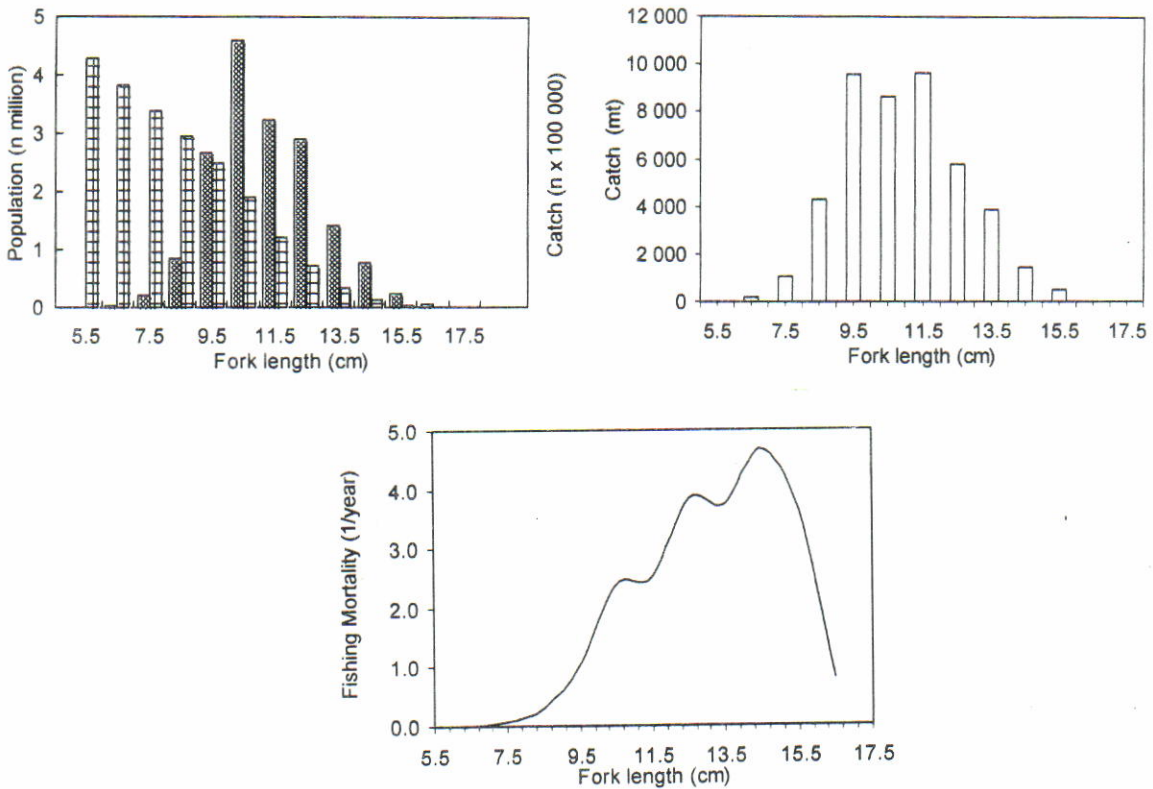 Population (n million)
5
4
3
2
1
0
5.5 7.5 9.5 11.5 13.5 15.5 17.5
Fork length (cm)
Catch (n x 100 000)
Catch (mt)
12 000
10 000
8 000
6 000
4 000
2 000
0
5.5 7.5 9.5 11.5 13.5 15.5 17.5
Fork length (cm)
Fishing Mortality (1/year)
5.0
4.0
3.0
2.0
1.0
0.0
5.5 7.5 9.5 11.5 13.5 15.5 17.5
Fork length (cm)